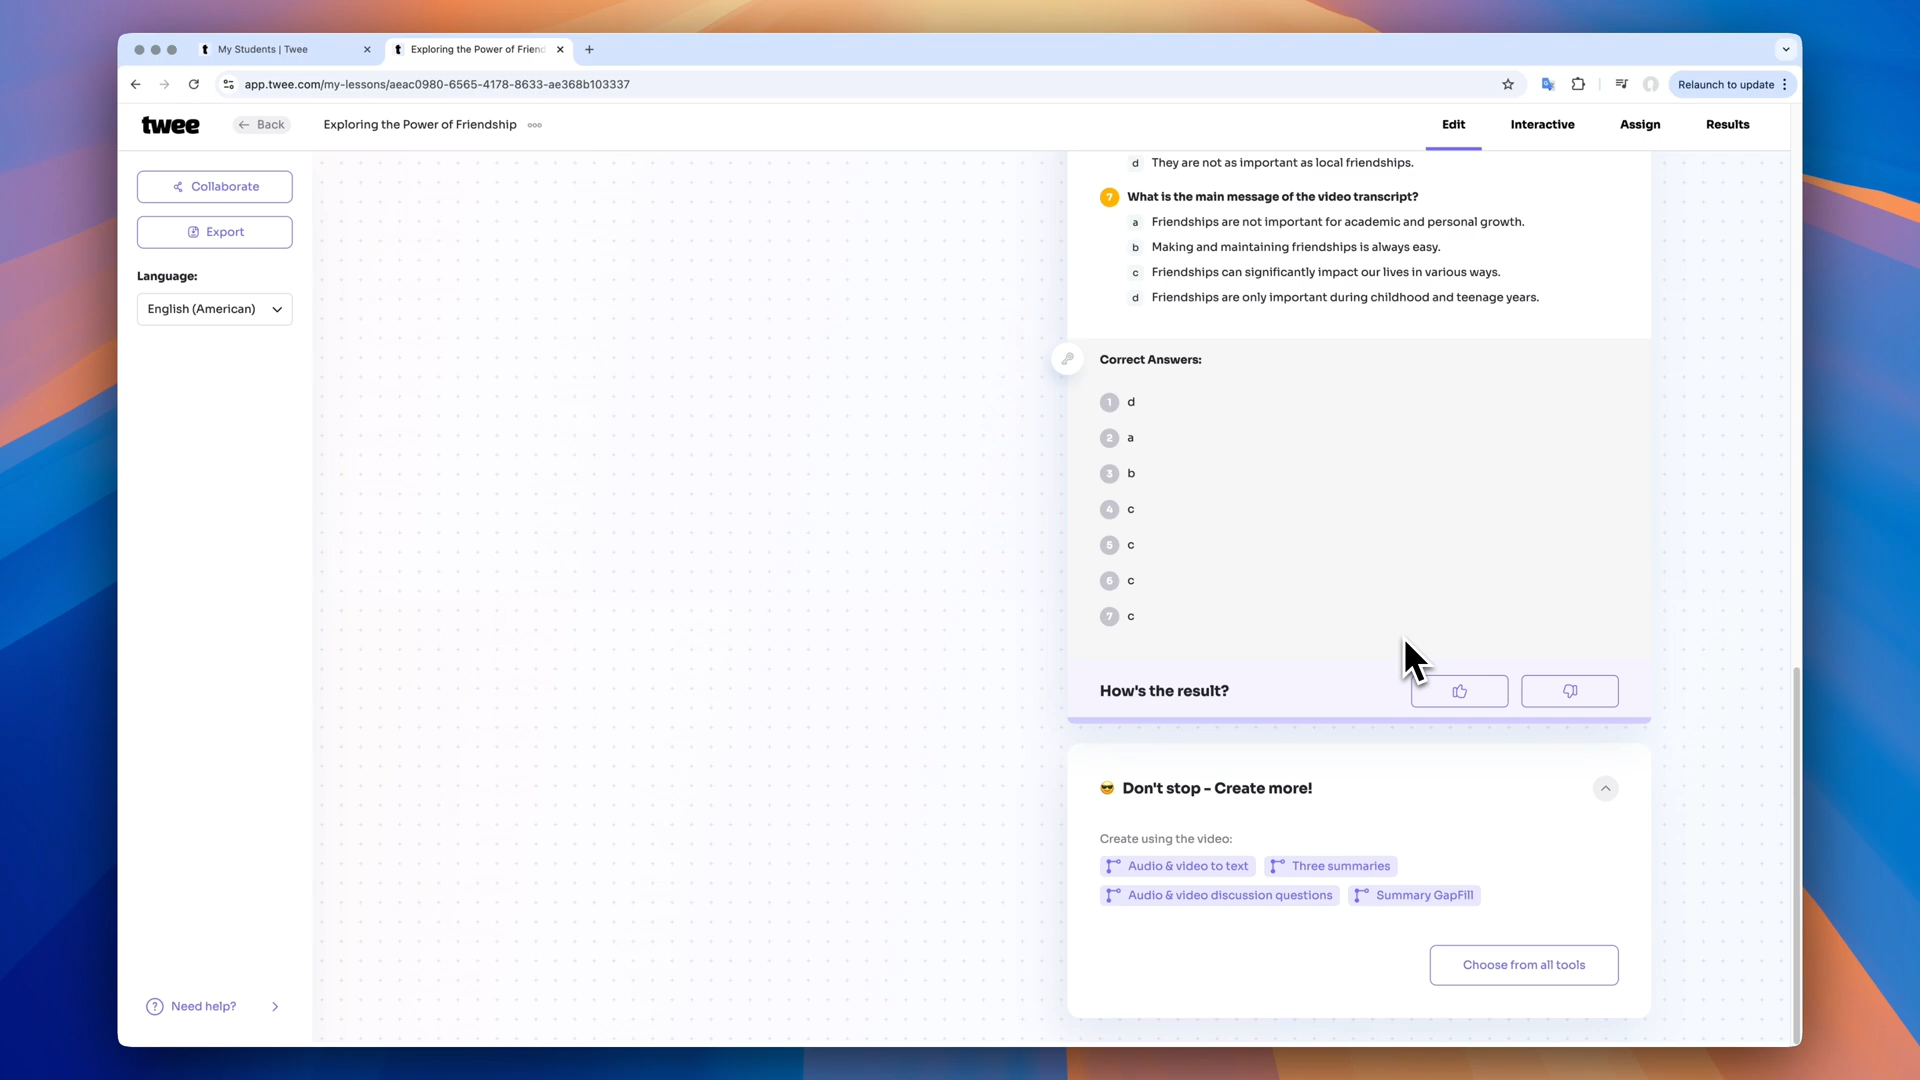 My Students | Twee
Exploring the Power of Friend
app.twee.com/my-lessons/aeac0980-6565-4178-8633-ae368b103337
Relaunch to update
twee
Back
Exploring the Power of Friendship
Edit
Interactive
Assign
Results
Collaborate
Export
Language:
English (American)
d They are not as important as local friendships.
7 What is the main message of the video transcript?
a Friendships are not important for academic and personal growth.
b Making and maintaining friendships is always easy.
c Friendships can significantly impact our lives in various ways.
d Friendships are only important during childhood and teenage years.
Correct Answers:
1 d
2 a
3 b
4 c
5 c
6 c
7 c
How's the result?
😎 Don't stop - Create more!
Create using the video:
Audio & video to text Three summaries
Audio & video discussion questions Summary GapFill
Choose from all tools
? Need help?